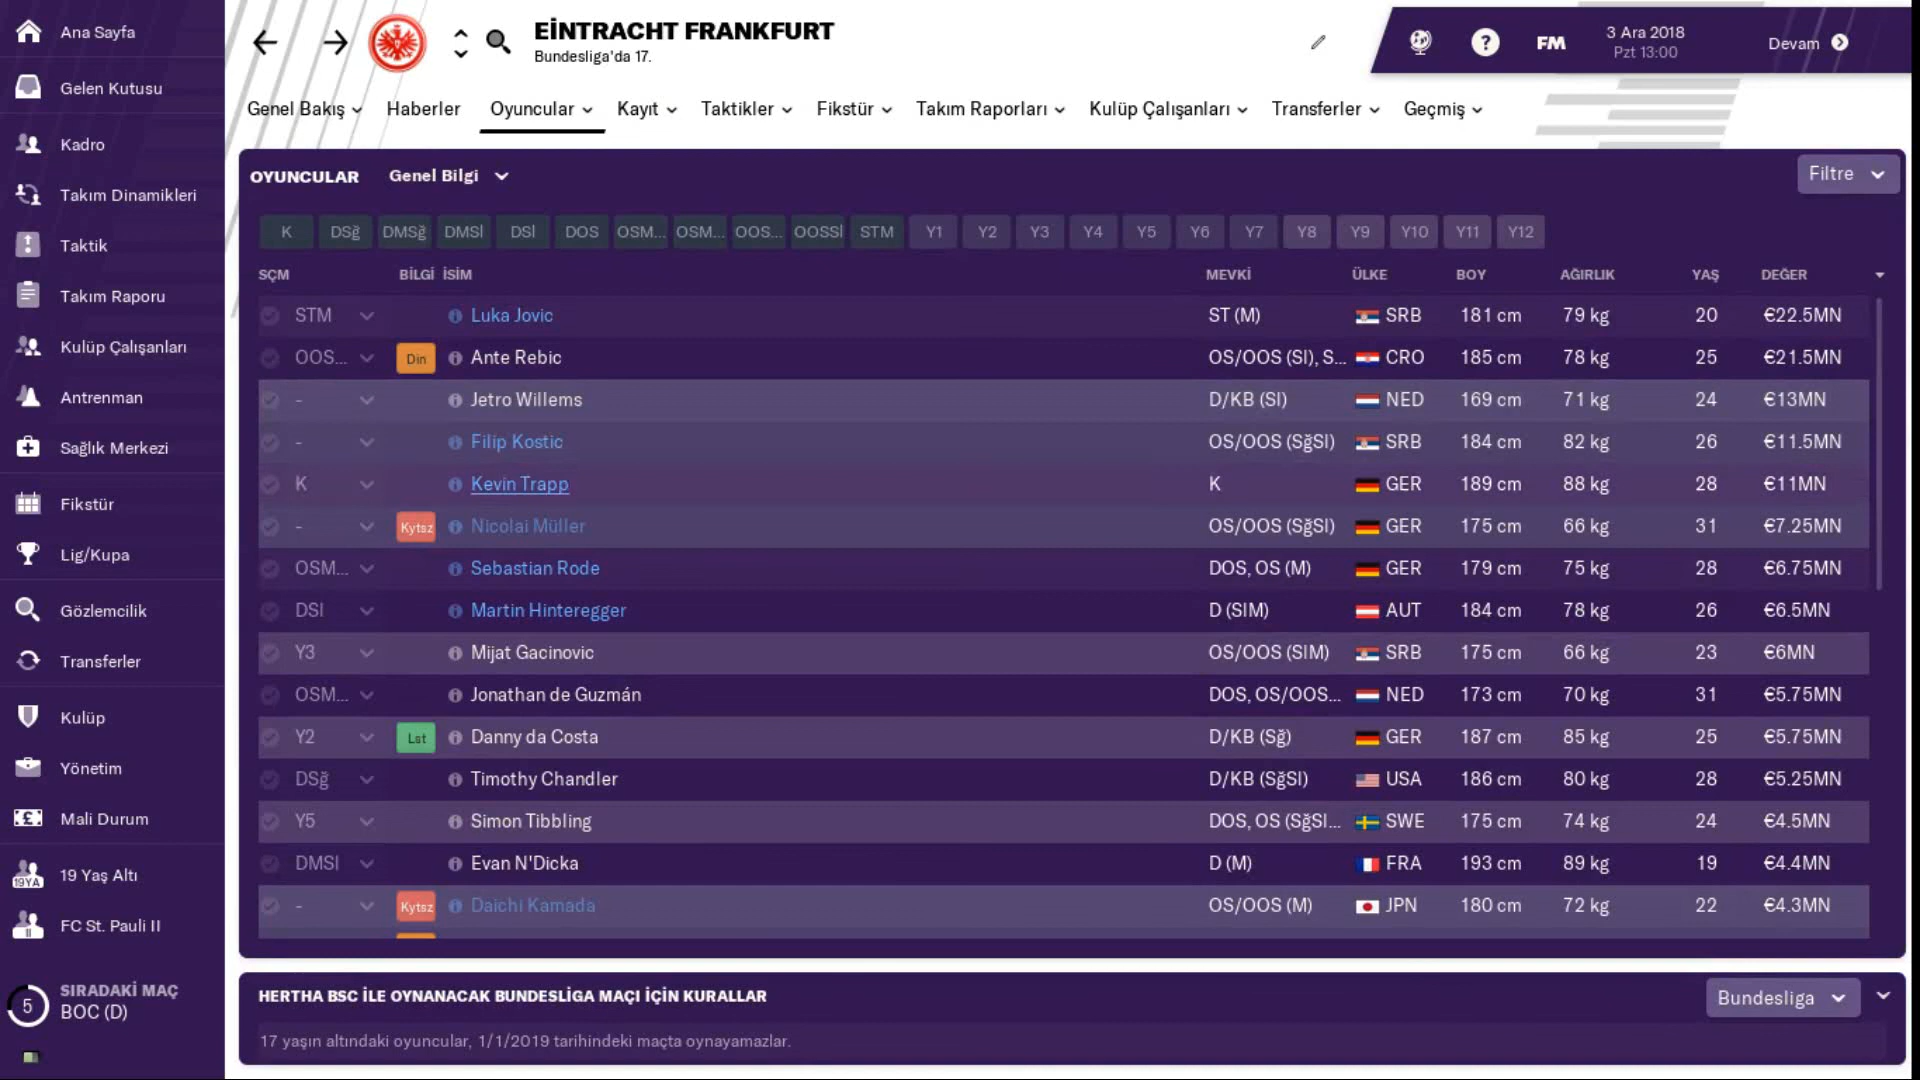 Ana Sayfa
Gelen Kutusu
Kadro
Takım Dinamikleri
Taktik
Takım Raporu
Kulüp Çalışanları
Antrenman
Sağlık Merkezi
Fikstür
Lig/Kupa
Gözlemcilik
Transferler
Kulüp
Yönetim
Mali Durum
19YA 19 Yaş Altı
II FC St. Pauli II
5 SIRADAKİ MAÇ
BOC (D)
EİNTRACHT FRANKFURT
Bundesliga'da 17.
? FM 3 Ara 2018 Devam
Pzt 13:00
Genel Bakış Haberler Oyuncular Kayıt Taktikler Fikstür Takım Raporları Kulüp Çalışanları Transferler Geçmiş
OYUNCULAR Genel Bilgi Filtre
K DSğ DMSğ DMSl DSl DOS OSM... OSM... OOS... OOSSl STM Y1 Y2 Y3 Y4 Y5 Y6 Y7 Y8 Y9 Y10 Y11 Y12
SÇM BİLGİ İSİM MEVKİ ÜLKE BOY AĞIRLIK YAŞ DEĞER
STM Luka Jovic ST (M) SRB 181 cm 79 kg 20 €22.5MN
OOS... Din Ante Rebic OS/OOS (Sl), S... CRO 185 cm 78 kg 25 €21.5MN
- Jetro Willems D/KB (Sl) NED 169 cm 71 kg 24 €13MN
- Filip Kostic OS/OOS (SğSl) SRB 184 cm 82 kg 26 €11.5MN
K Kevin Trapp K GER 189 cm 88 kg 28 €11MN
- Kytsz Nicolai Müller OS/OOS (SğSl) GER 175 cm 66 kg 31 €7.25MN
OSM... Sebastian Rode DOS, OS (M) GER 179 cm 75 kg 28 €6.75MN
DSl Martin Hinteregger D (SlM) AUT 184 cm 78 kg 26 €6.5MN
Y3 Mijat Gacinovic OS/OOS (SlM) SRB 175 cm 66 kg 23 €6MN
OSM... Jonathan de Guzmán DOS, OS/OOS... NED 173 cm 70 kg 31 €5.75MN
Y2 Lst Danny da Costa D/KB (Sğ) GER 187 cm 85 kg 25 €5.75MN
DSğ Timothy Chandler D/KB (SğSl) USA 186 cm 80 kg 28 €5.25MN
Y5 Simon Tibbling DOS, OS (SğSl... SWE 175 cm 74 kg 24 €4.5MN
DMSl Evan N'Dicka D (M) FRA 193 cm 89 kg 19 €4.4MN
- Kytsz Daichi Kamada OS/OOS (M) JPN 180 cm 72 kg 22 €4.3MN
HERTHA BSC İLE OYNANACAK BUNDESLİGA MAÇI İÇİN KURALLAR Bundesliga
17 yaşın altındaki oyuncular, 1/1/2019 tarihindeki maçta oynayamazlar.